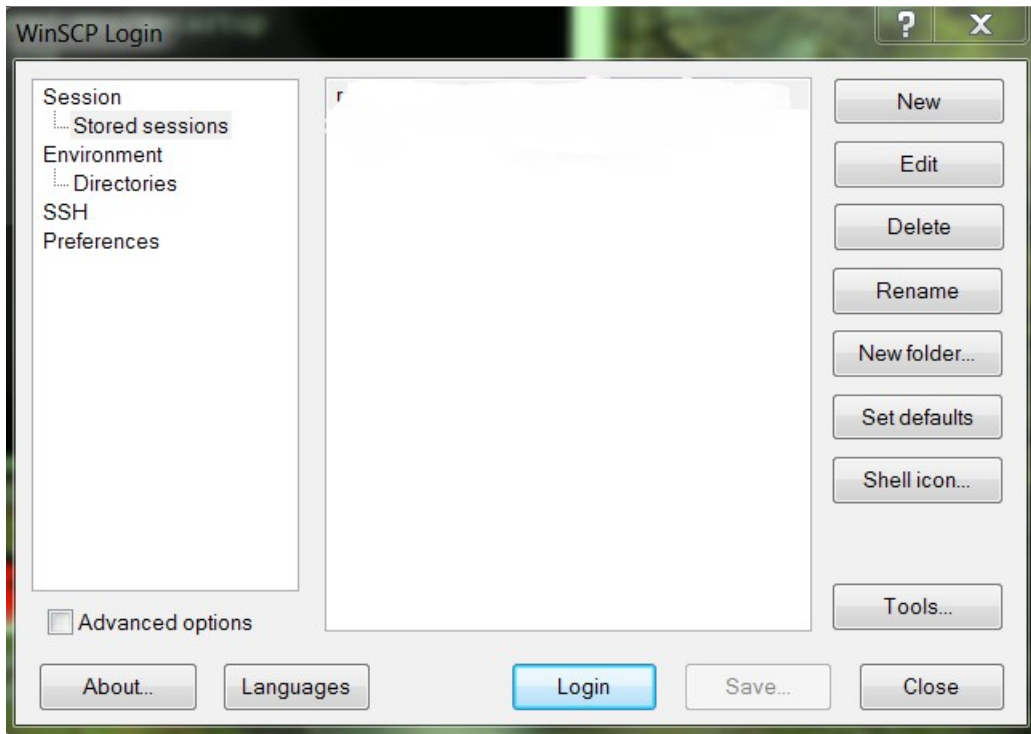 WinSCP Login
Session
Stored sessions
Environment
Directories
SSH
Preferences
Advanced options
New
Edit
Delete
Rename
New folder...
Set defaults
Shell icon...
Tools...
About...
Languages
Login
Save...
Close